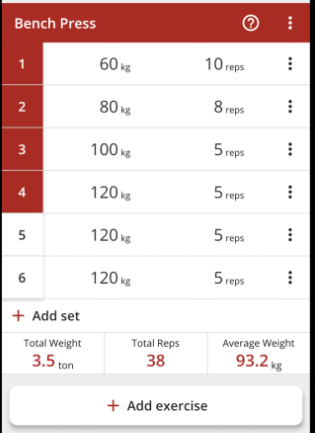 Bench Press ?
1 60 kg 10 reps
2 80 kg 8 reps
3 100 kg 5 reps
4 120 kg 5 reps
5 120 kg 5 reps
6 120 kg 5 reps
+ Add set
Total Weight Total Reps Average Weight
3.5 ton 38 93.2 kg
+ Add exercise